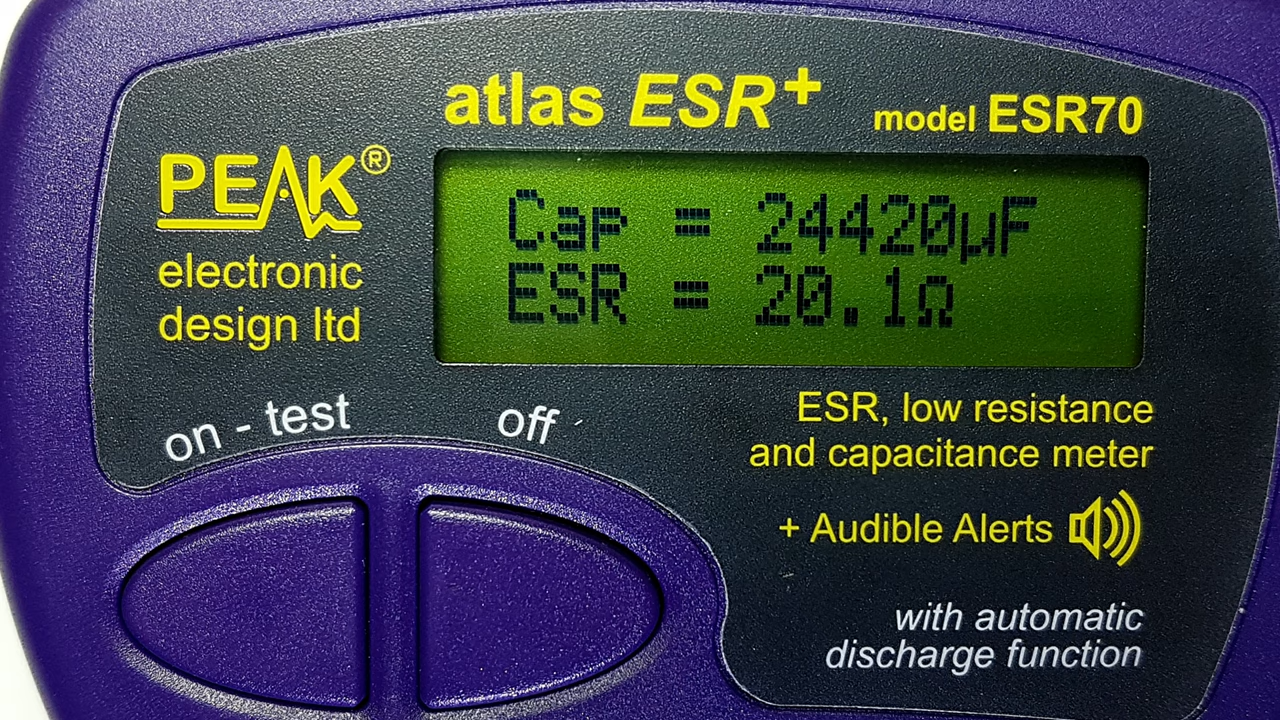 atlas ESR+
model ESR70
PEAK®
electronic
design ltd
Cap = 24420µF
ESR = 20.1Ω
on - test
off
ESR, low resistance
and capacitance meter
+ Audible Alerts
with automatic
discharge function